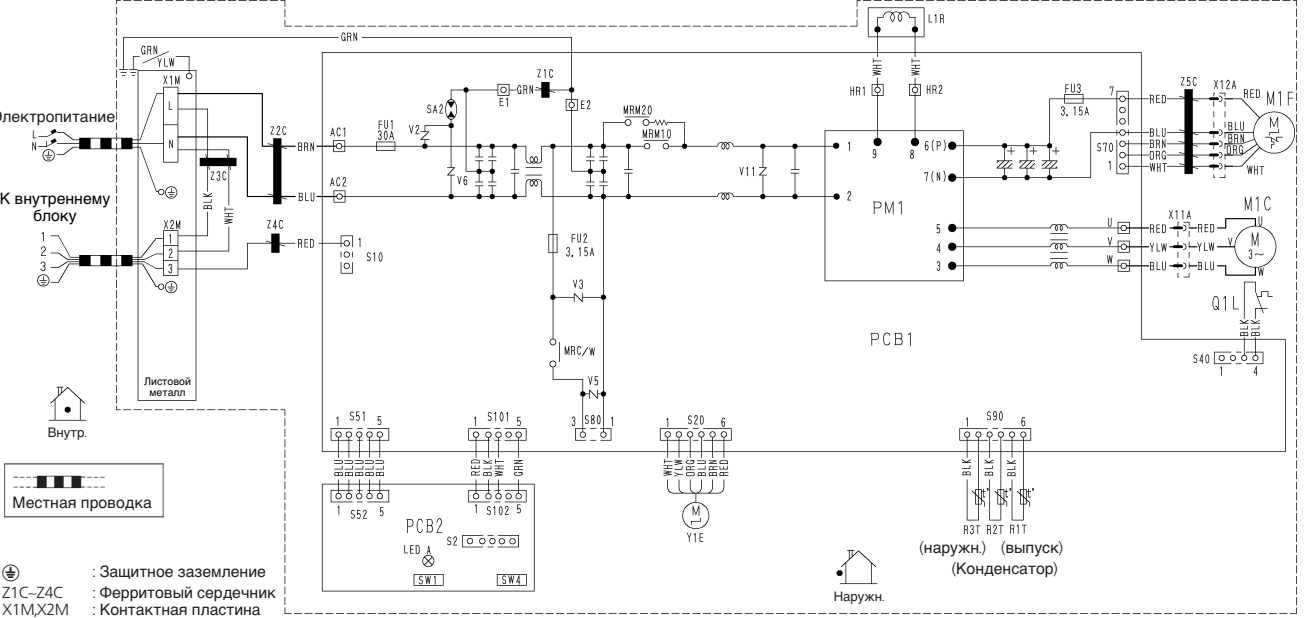 L1R
GRN
GRN
YLW
X1M
L
N
Электропитание
L
N
Z2C
Z3C
BLK
WHT
К внутреннему
блоку
1
2
3
X2M
1
2
3
Z4C
RED
1
S10
BRN
BLU
AC1
AC2
FU1
30A
V2
SA2
V6
E1
GRN
Z1C
E2
MRM20
MRM10
V11
WHT
WHT
HR1
HR2
9
8
1
2
6(P)
7(N)
PM1
5
4
3
FU3
3.15A
7
S70
1
RED
BLU
BRN
ORG
WHT
Z5C
X12A
RED
BLU
BRN
ORG
WHT
M1F
M
P
U
V
W
RED
YLW
BLU
X11A
RED
YLW
BLU
M1C
U
V
W
M
3~
Q1L
BLK
BLK
S40
1
4
FU2
3.15A
V3
MRC/W
V5
3
S80
1
PCB1
Листовой
металл
Внутр.
Местная проводка
1
S51
5
BLU
BLU
BLU
BLU
BLU
1
S52
5
1
S101
5
RED
BLK
WHT
GRN
1
S102
5
PCB2
LED A
S2
SW1
SW4
1
S20
6
WHT
YLW
ORG
BLU
BRN
RED
M
Y1E
1
S90
6
BLK
BLK
BLK
t°
t°
t°
R3T
R2T
R1T
(наружн.)
(выпуск)
(Конденсатор)
Наружн.
: Защитное заземление
Z1C~Z4C : Ферритовый сердечник
X1M,X2M : Контактная пластина